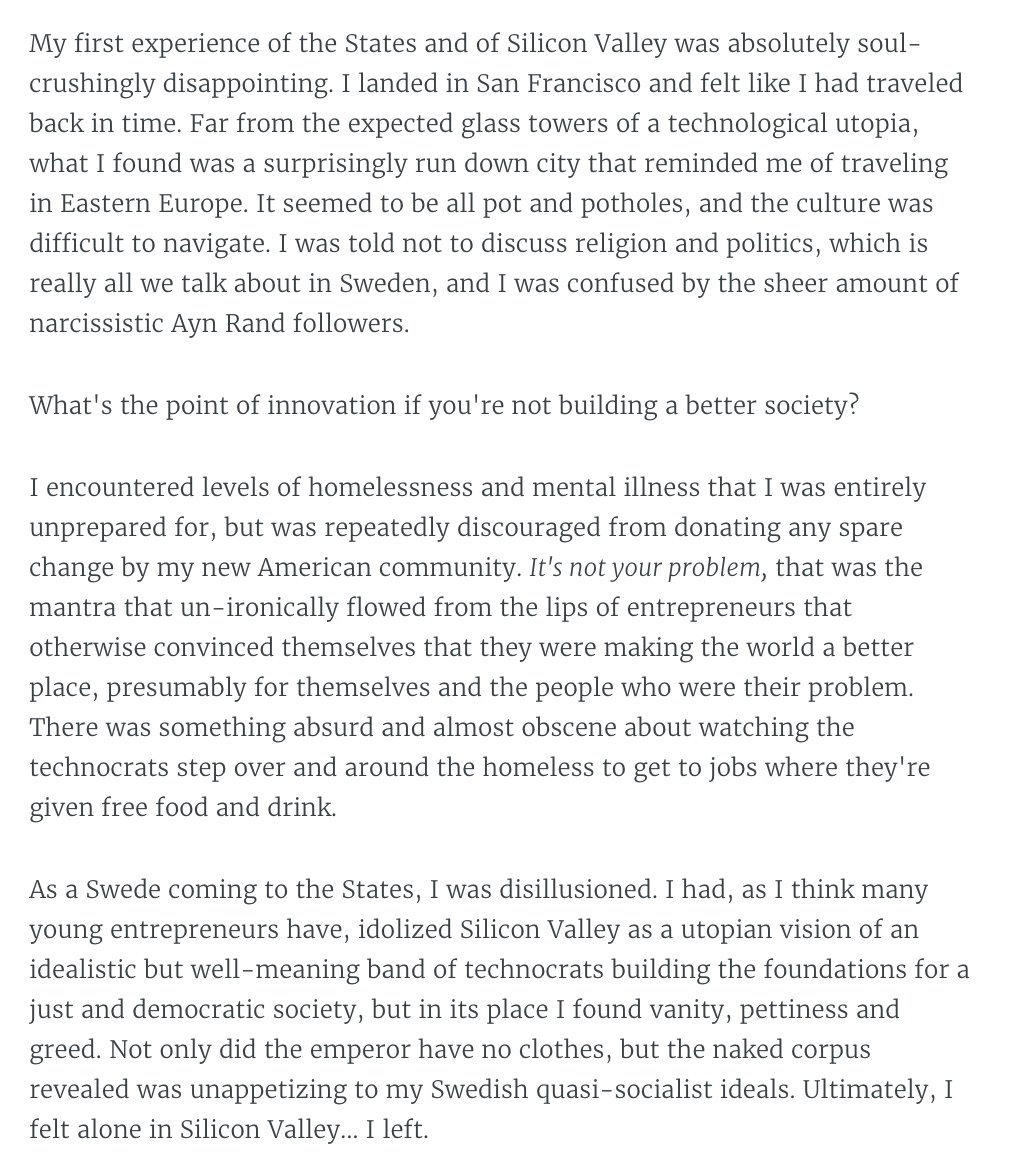 My first experience of the States and of Silicon Valley was absolutely soul-
crushingly disappointing. I landed in San Francisco and felt like I had traveled
back in time. Far from the expected glass towers of a technological utopia,
what I found was a surprisingly run down city that reminded me of traveling
in Eastern Europe. It seemed to be all pot and potholes, and the culture was
difficult to navigate. I was told not to discuss religion and politics, which is
really all we talk about in Sweden, and I was confused by the sheer amount of
narcissistic Ayn Rand followers.
What's the point of innovation if you're not building a better society?
I encountered levels of homelessness and mental illness that I was entirely
unprepared for, but was repeatedly discouraged from donating any spare
change by my new American community. It's not your problem, that was the
mantra that un-ironically flowed from the lips of entrepreneurs that
otherwise convinced themselves that they were making the world a better
place, presumably for themselves and the people who were their problem.
There was something absurd and almost obscene about watching the
technocrats step over and around the homeless to get to jobs where they're
given free food and drink.
As a Swede coming to the States, I was disillusioned. I had, as I think many
young entrepreneurs have, idolized Silicon Valley as a utopian vision of an
idealistic but well-meaning band of technocrats building the foundations for a
just and democratic society, but in its place I found vanity, pettiness and
greed. Not only did the emperor have no clothes, but the naked corpus
revealed was unappetizing to my Swedish quasi-socialist ideals. Ultimately, I
felt alone in Silicon Valley... I left.